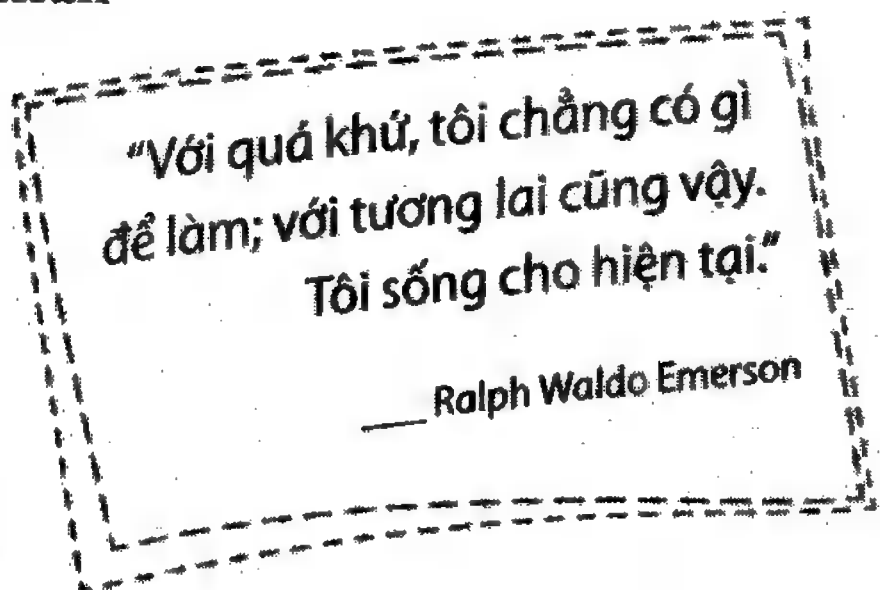 “Với quá khứ, tôi chẳng có gì
để làm; với tương lai cũng vậy.
Tôi sống cho hiện tại.”
___ Ralph Waldo Emerson